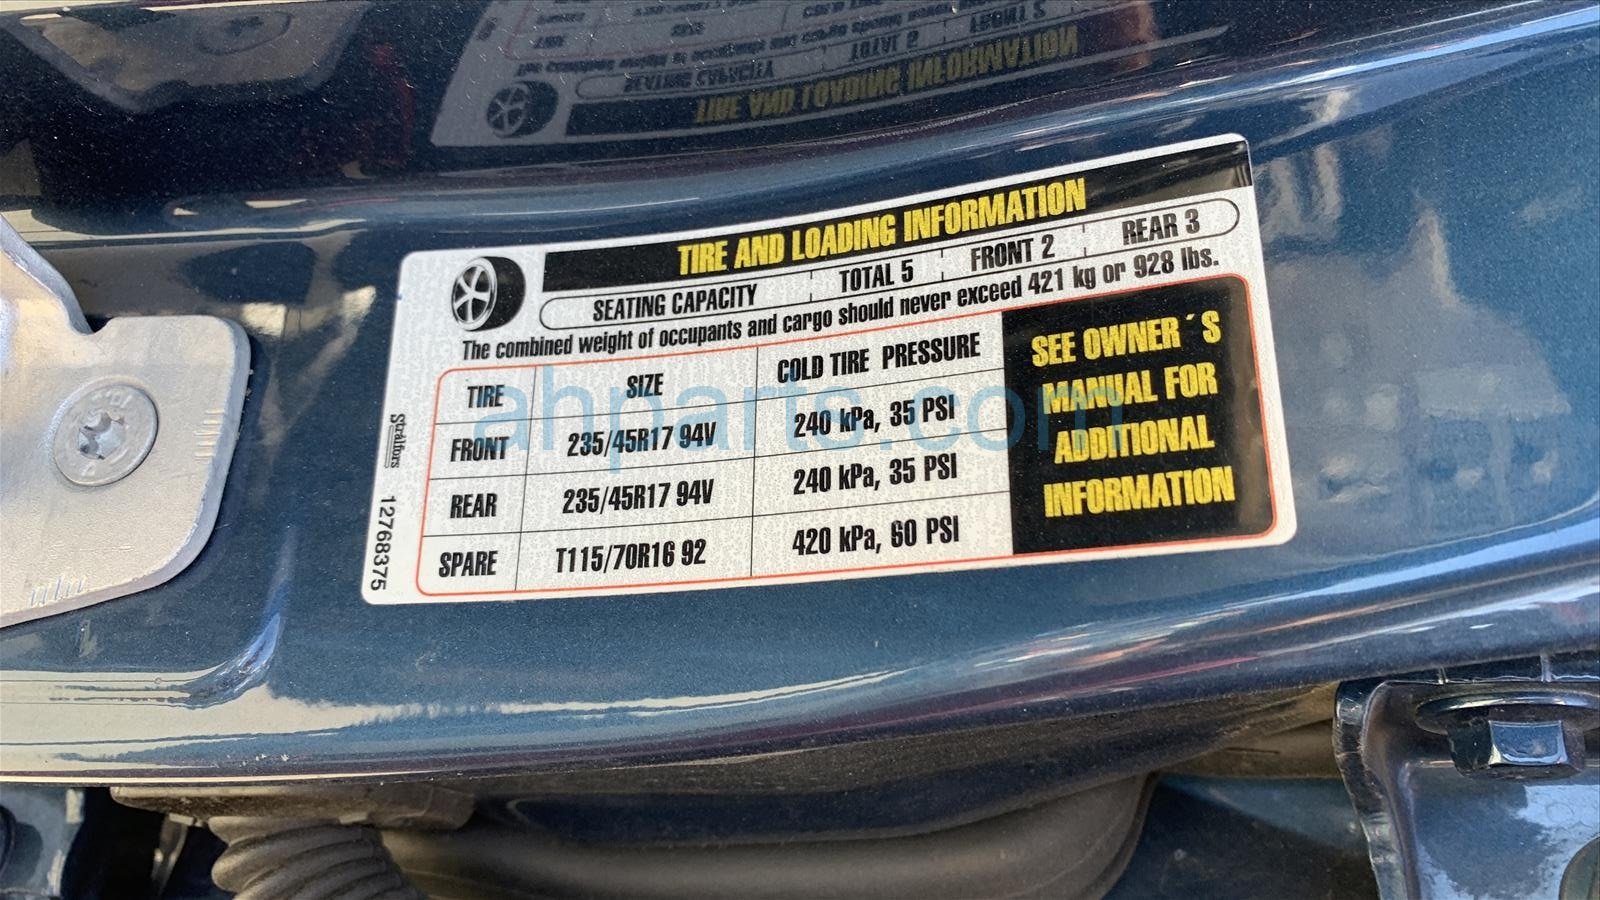 TIRE AND LOADING INFORMATION
SEATING CAPACITY TOTAL 5 FRONT 2 REAR 3
The combined weight of occupants and cargo should never exceed 421 kg or 928 lbs.
TIRE SIZE COLD TIRE PRESSURE
FRONT 235/45R17 94V 240 kPa, 35 PSI
REAR 235/45R17 94V 240 kPa, 35 PSI
SPARE T115/70R16 92 420 kPa, 60 PSI
SEE OWNER´S
MANUAL FOR
ADDITIONAL
INFORMATION
Stralfors 12768375
ahparts.com